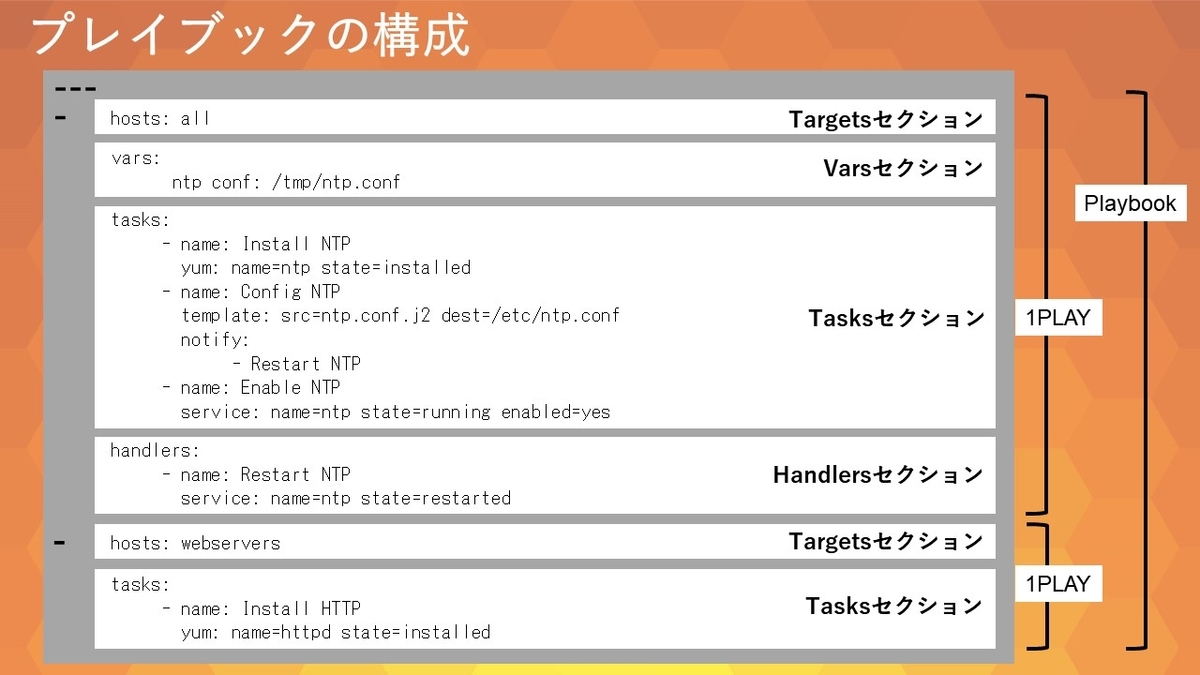 プレイブックの構成
---
- hosts: all Targetsセクション
vars: Varsセクション
ntp conf: /tmp/ntp.conf
Playbook
tasks:
- name: Install NTP
yum: name=ntp state=installed
- name: Config NTP
template: src=ntp.conf.j2 dest=/etc/ntp.conf Tasksセクション 1PLAY
notify:
- Restart NTP
- name: Enable NTP
service: name=ntp state=running enabled=yes
handlers:
- name: Restart NTP Handlersセクション
service: name=ntp state=restarted
- hosts: webservers Targetsセクション
tasks: 1PLAY
- name: Install HTTP Tasksセクション
yum: name=httpd state=installed